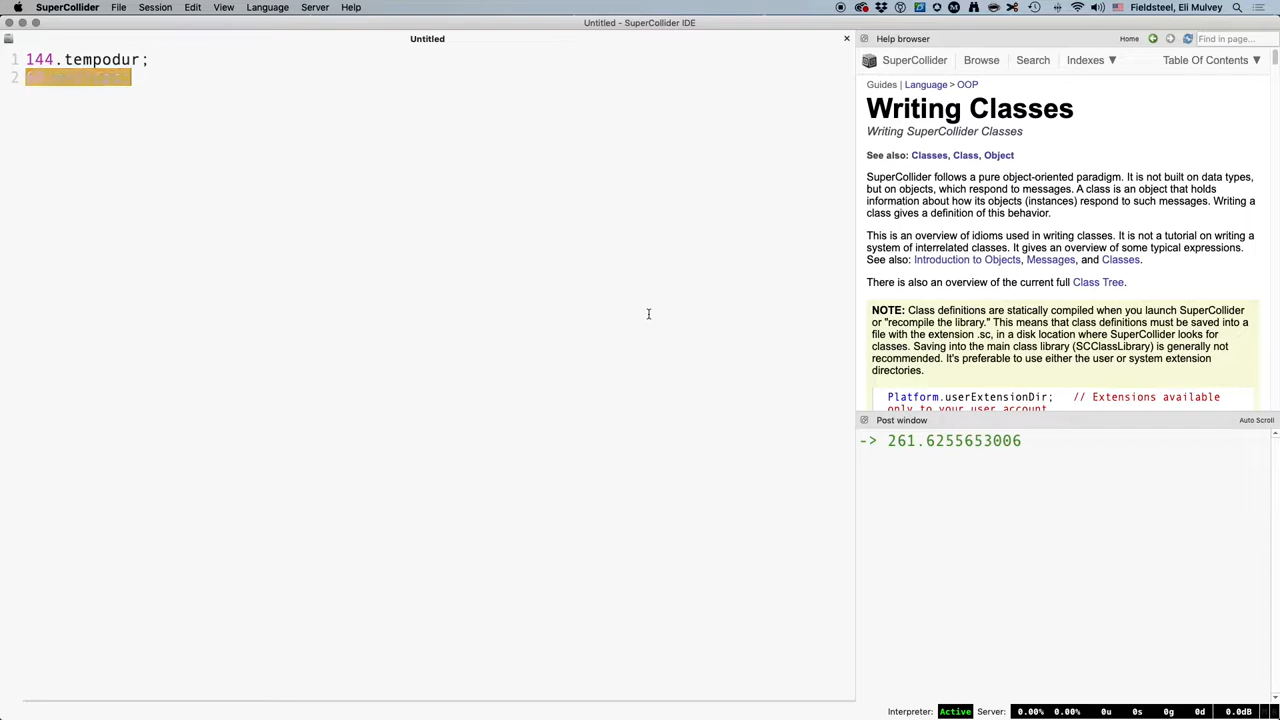 SuperCollider File Session Edit View Language Server Help
Fieldsteel, Eli Mulvey
Untitled - SuperCollider IDE
Untitled
1 144.tempodur;
2
Help browser
Home
Find in page...
SuperCollider Browse Search Indexes ▼ Table Of Contents ▼
Guides | Language > OOP
Writing Classes
Writing SuperCollider Classes
See also: Classes, Class, Object
SuperCollider follows a pure object-oriented paradigm. It is not built on data types,
but on objects, which respond to messages. A class is an object that holds
information about how its objects (instances) respond to such messages. Writing a
class gives a definition of this behavior.
This is an overview of idioms used in writing classes. It is not a tutorial on writing a
system of interrelated classes. It gives an overview of some typical expressions.
See also: Introduction to Objects, Messages, and Classes.
There is also an overview of the current full Class Tree.
NOTE: Class definitions are statically compiled when you launch SuperCollider
or "recompile the library." This means that class definitions must be saved into a
file with the extension .sc, in a disk location where SuperCollider looks for
classes. Saving into the main class library (SCClassLibrary) is generally not
recommended. It's preferable to use either the user or system extension
directories.
Platform.userExtensionDir; // Extensions available
only to your user account
Post window
Auto Scroll
-> 261.6255653006
Interpreter: Active Server: 0.00% 0.00% 0u 0s 0g 0d 0.0dB